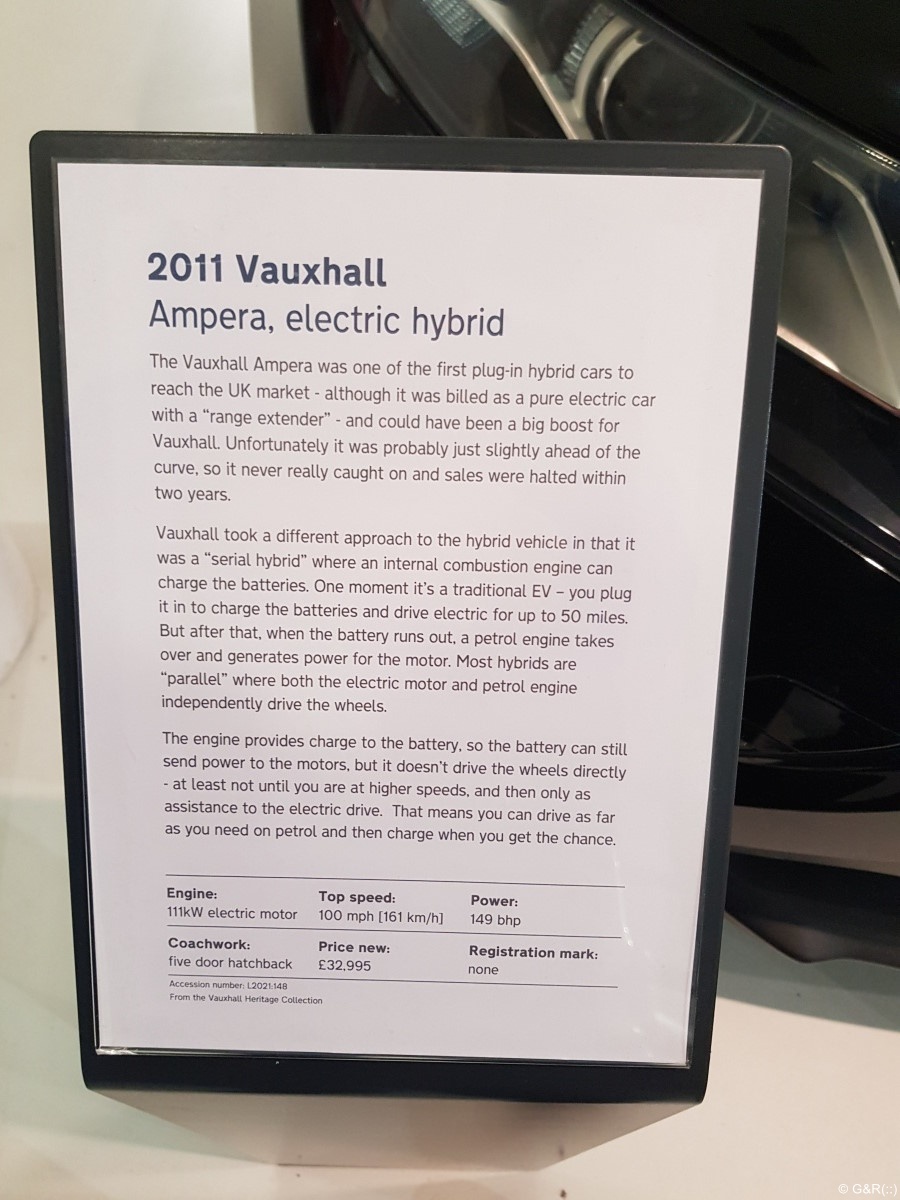 2011 Vauxhall
Ampera, electric hybrid
The Vauxhall Ampera was one of the first plug-in hybrid cars to
reach the UK market - although it was billed as a pure electric car
with a “range extender” - and could have been a big boost for
Vauxhall. Unfortunately it was probably just slightly ahead of the
curve, so it never really caught on and sales were halted within
two years.
Vauxhall took a different approach to the hybrid vehicle in that it
was a “serial hybrid” where an internal combustion engine can
charge the batteries. One moment it’s a traditional EV – you plug
it in to charge the batteries and drive electric for up to 50 miles.
But after that, when the battery runs out, a petrol engine takes
over and generates power for the motor. Most hybrids are
“parallel” where both the electric motor and petrol engine
independently drive the wheels.
The engine provides charge to the battery, so the battery can still
send power to the motors, but it doesn’t drive the wheels directly
- at least not until you are at higher speeds, and then only as
assistance to the electric drive.  That means you can drive as far
as you need on petrol and then charge when you get the chance.
Engine: Top speed: Power:
111kW electric motor 100 mph [161 km/h] 149 bhp
Coachwork: Price new: Registration mark:
five door hatchback £32,995 none
Accession number: L2021:148
From the Vauxhall Heritage Collection
© G&R(::)